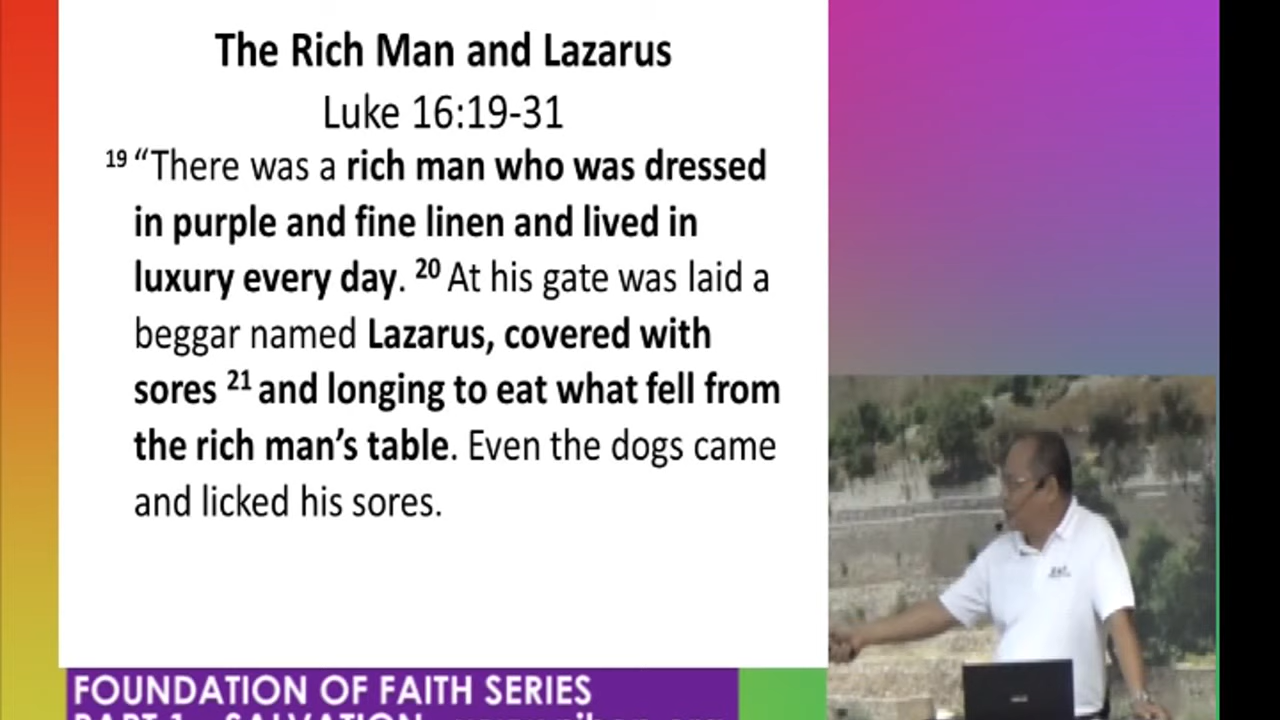 The Rich Man and Lazarus
Luke 16:19-31
19 “There was a rich man who was dressed
in purple and fine linen and lived in
luxury every day. 20 At his gate was laid a
beggar named Lazarus, covered with
sores 21 and longing to eat what fell from
the rich man’s table. Even the dogs came
and licked his sores.
FOUNDATION OF FAITH SERIES
PART 1 - SALVATION